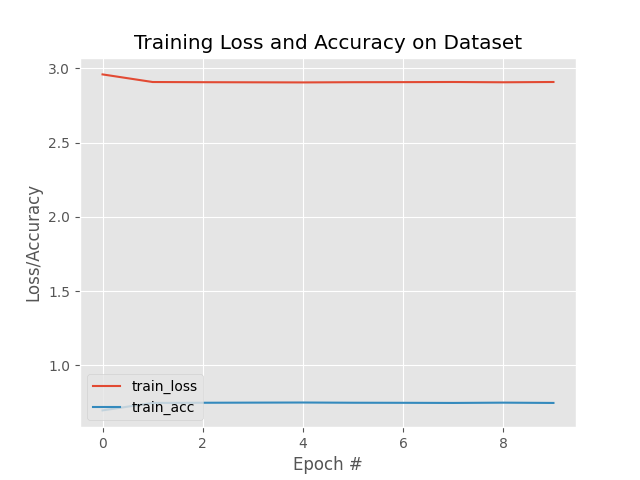 Training Loss and Accuracy on Dataset
3.0
2.5
2.0
1.5
1.0
Loss/Accuracy
train_loss
train_acc
0 2 4 6 8
Epoch #